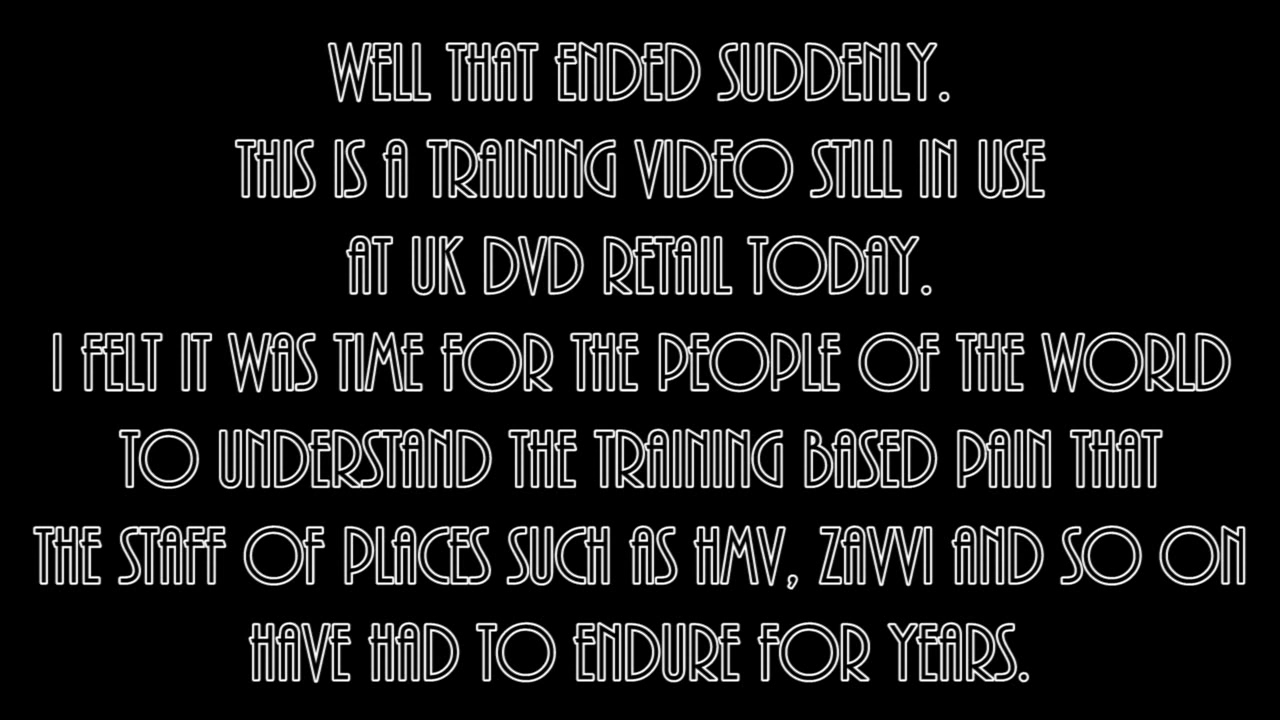 WELL THAT ENDED SUDDENLY.
THIS IS A TRAINING VIDEO STILL IN USE
AT UK DVD RETAIL TODAY.
I FELT IT WAS TIME FOR THE PEOPLE OF THE WORLD
TO UNDERSTAND THE TRAINING BASED PAIN THAT
THE STAFF OF PLACES SUCH AS HMV, ZAVVI AND SO ON
HAVE HAD TO ENDURE FOR YEARS.